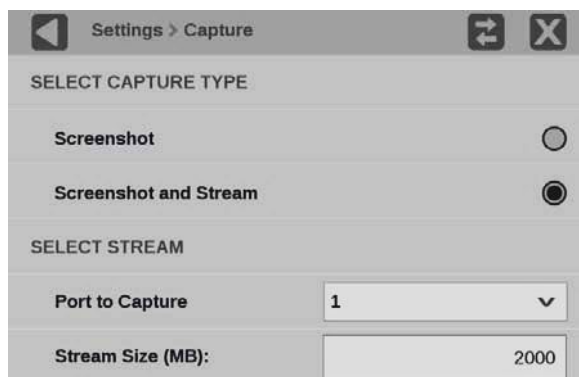 Settings > Capture
SELECT CAPTURE TYPE
Screenshot
Screenshot and Stream
SELECT STREAM
Port to Capture 1
Stream Size (MB): 2000